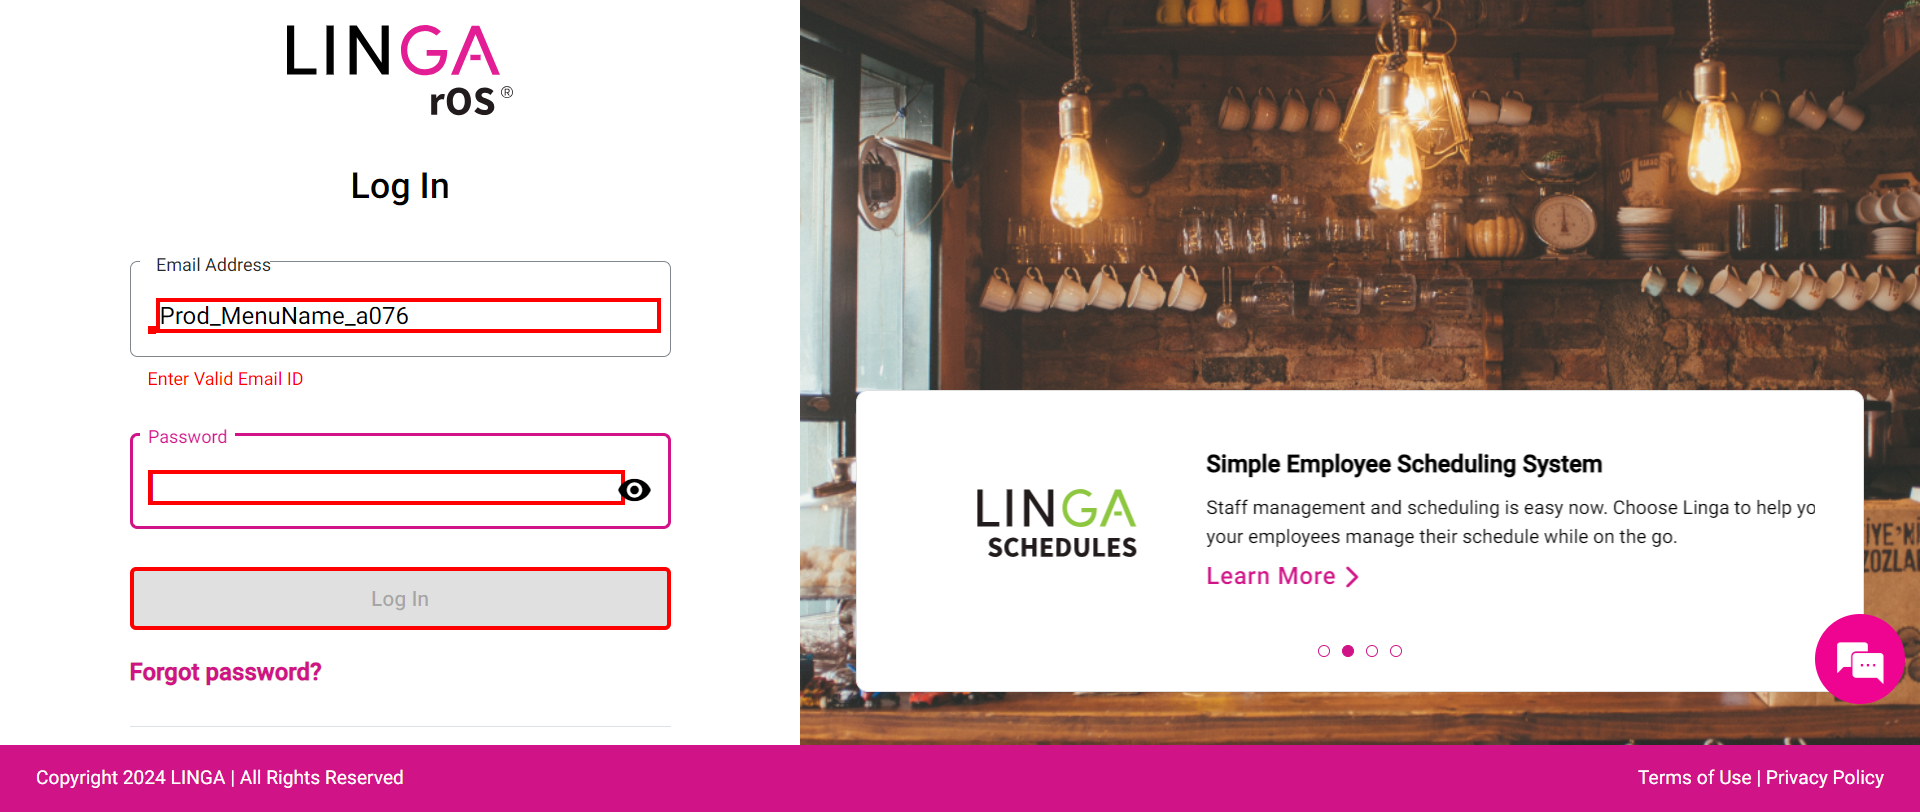 LINGA
rOS ®
Log In
Email Address
Prod_MenuName_a076
Enter Valid Email ID
Password
Log In
Forgot password?
Simple Employee Scheduling System
Staff management and scheduling is easy now. Choose Linga to help yo
your employees manage their schedule while on the go.
Learn More
LINGA
SCHEDULES
Copyright 2024 LINGA | All Rights Reserved
Terms of Use | Privacy Policy